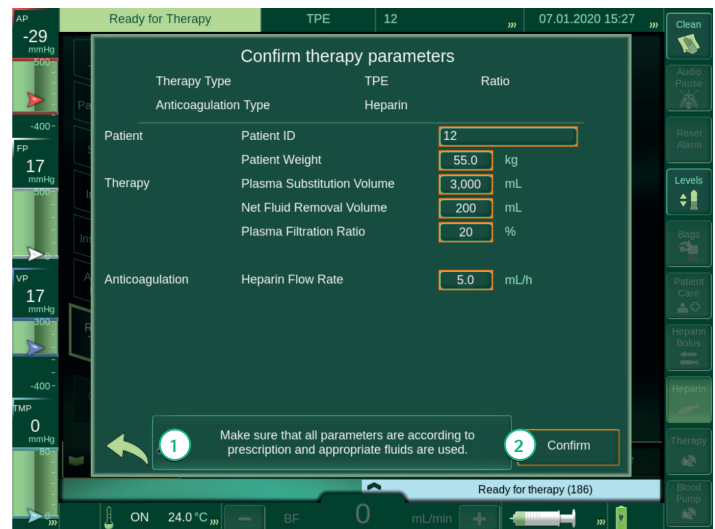 Ready for Therapy TPE 12 07.01.2020 15:27
AP
-29
mmHg
500
-400
FP
17
mmHg
500
0
VP
17
mmHg
300
-400
TMP
0
mmHg
80
0
Confirm therapy parameters
Therapy Type TPE Ratio
Anticoagulation Type Heparin
Patient Patient ID 12
Patient Weight 55.0 kg
Therapy Plasma Substitution Volume 3,000 mL
Net Fluid Removal Volume 200 mL
Plasma Filtration Ratio 20 %
Anticoagulation Heparin Flow Rate 5.0 mL/h
1
Make sure that all parameters are according to
prescription and appropriate fluids are used.
2 Confirm
Ready for therapy (186)
ON 24.0 °C BF 0 mL/min
Clean
Audio
Pause
Reset
Alarm
Levels
Bags
Patient
Care
Heparin
Bolus
Heparin
Therapy
Blood
Pump